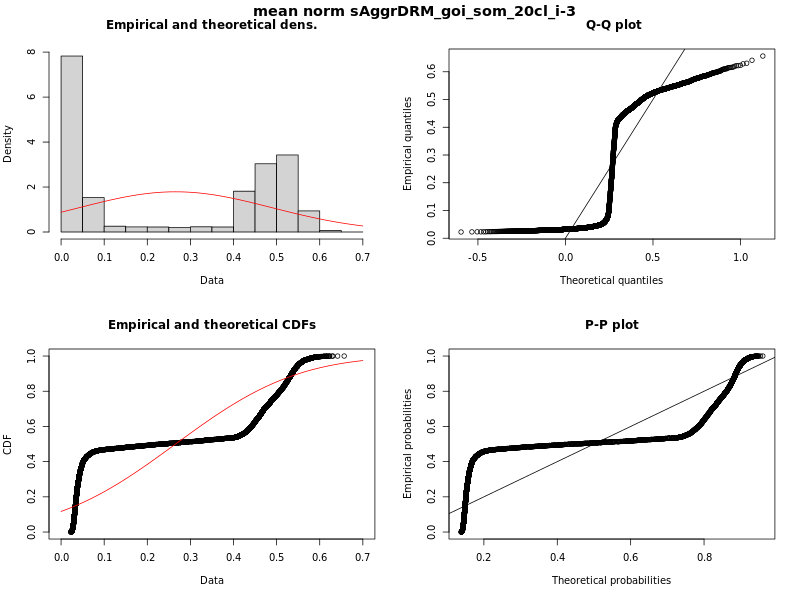 mean norm sAggrDRM_goi_som_20cl_i-3
Empirical and theoretical dens.
Density
0 2 4 6 8
0.0 0.1 0.2 0.3 0.4 0.5 0.6 0.7
Data
Q-Q plot
Empirical quantiles
0.0 0.1 0.2 0.3 0.4 0.5 0.6
-0.5 0.0 0.5 1.0
Theoretical quantiles
Empirical and theoretical CDFs
CDF
0.0 0.2 0.4 0.6 0.8 1.0
0.0 0.1 0.2 0.3 0.4 0.5 0.6 0.7
Data
P-P plot
Empirical probabilities
0.0 0.2 0.4 0.6 0.8 1.0
0.2 0.4 0.6 0.8
Theoretical probabilities